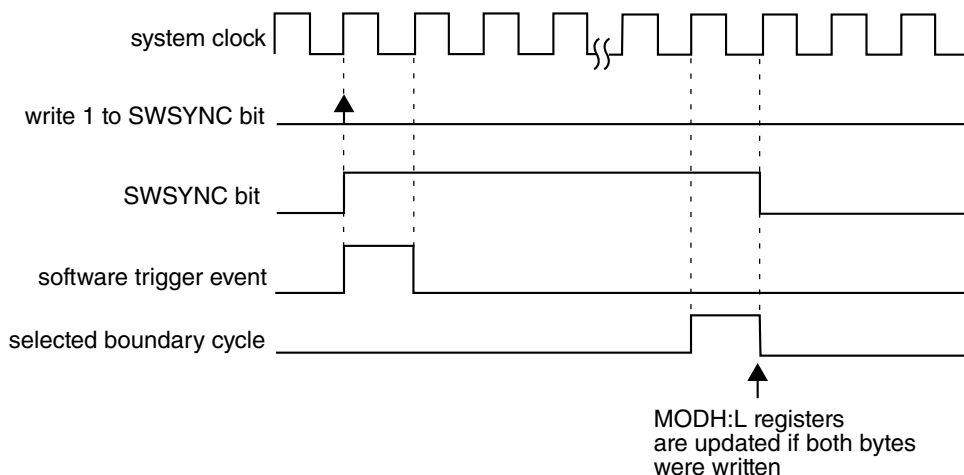 system clock
write 1 to SWSYNC bit
SWSYNC bit
software trigger event
selected boundary cycle
MODH:L registers
are updated if both bytes
were written